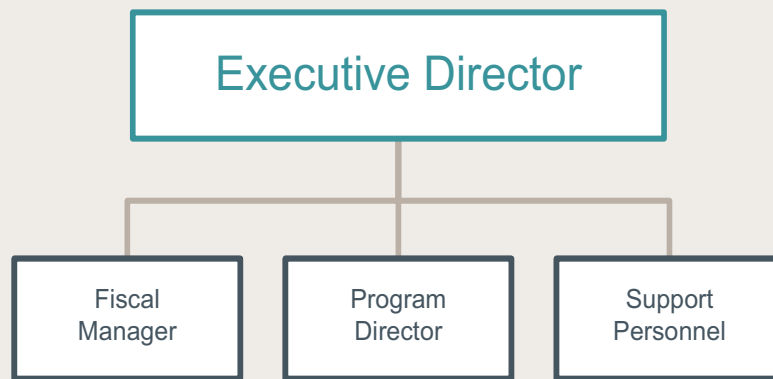 Executive Director
Fiscal
Manager
Program
Director
Support
Personnel